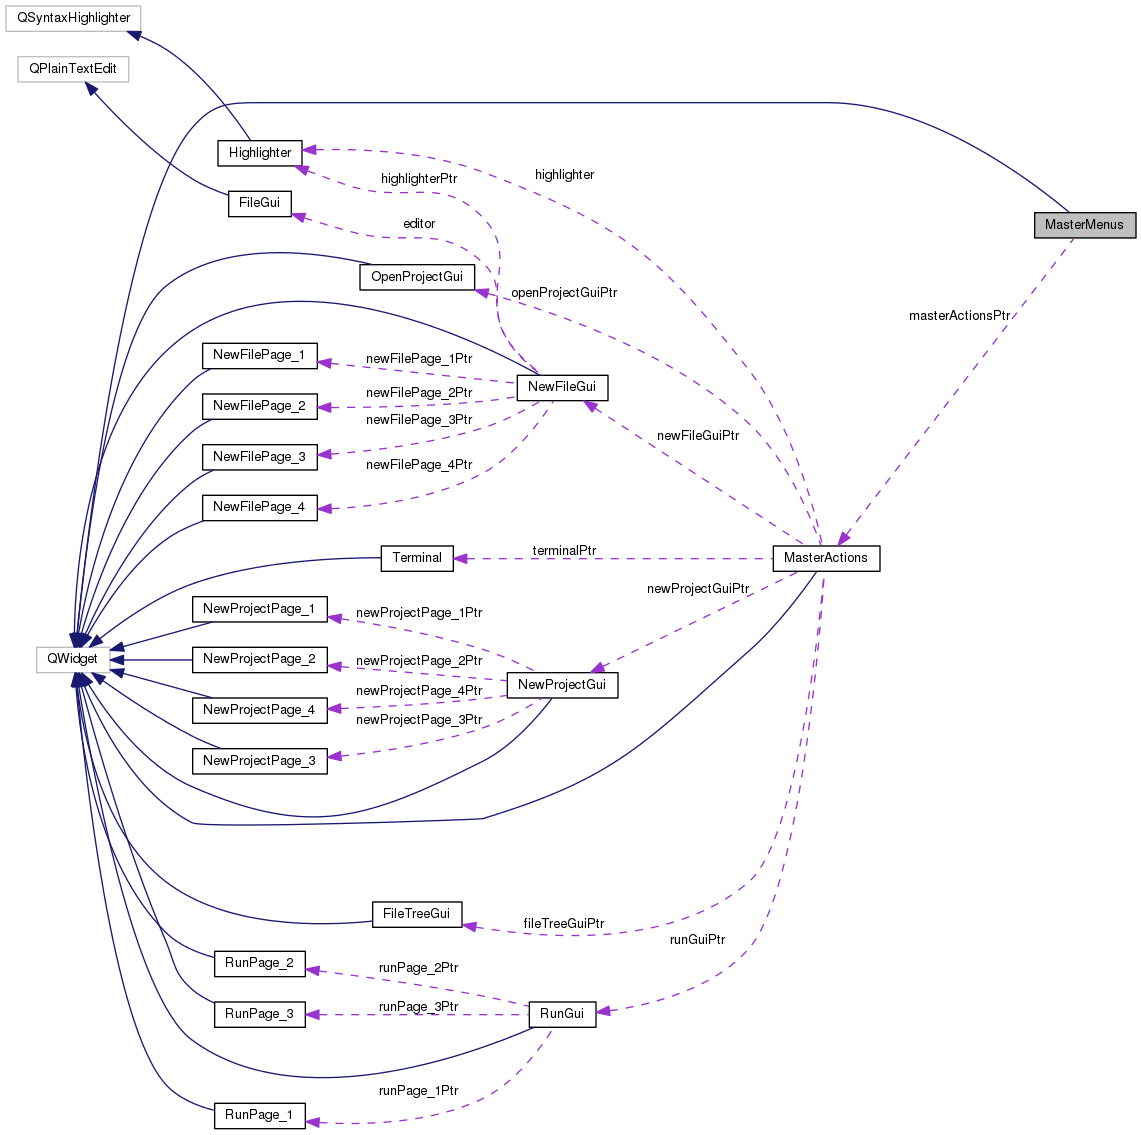 QSyntaxHighlighter
QPlainTextEdit
Highlighter
highlighter
highlighterPtr
FileGui
editor
MasterMenus
OpenProjectGui
openProjectGuiPtr
masterActionsPtr
NewFilePage_1
newFilePage_1Ptr
NewFileGui
newFilePage_2Ptr
NewFilePage_2
newFilePage_3Ptr
newFileGuiPtr
NewFilePage_3
newFilePage_4Ptr
NewFilePage_4
Terminal
terminalPtr
MasterActions
newProjectGuiPtr
NewProjectPage_1
newProjectPage_1Ptr
QWidget
NewProjectPage_2
newProjectPage_2Ptr
NewProjectGui
newProjectPage_4Ptr
NewProjectPage_4
newProjectPage_3Ptr
NewProjectPage_3
FileTreeGui
fileTreeGuiPtr
runGuiPtr
RunPage_2
runPage_2Ptr
runPage_3Ptr
RunPage_3
RunGui
runPage_1Ptr
RunPage_1